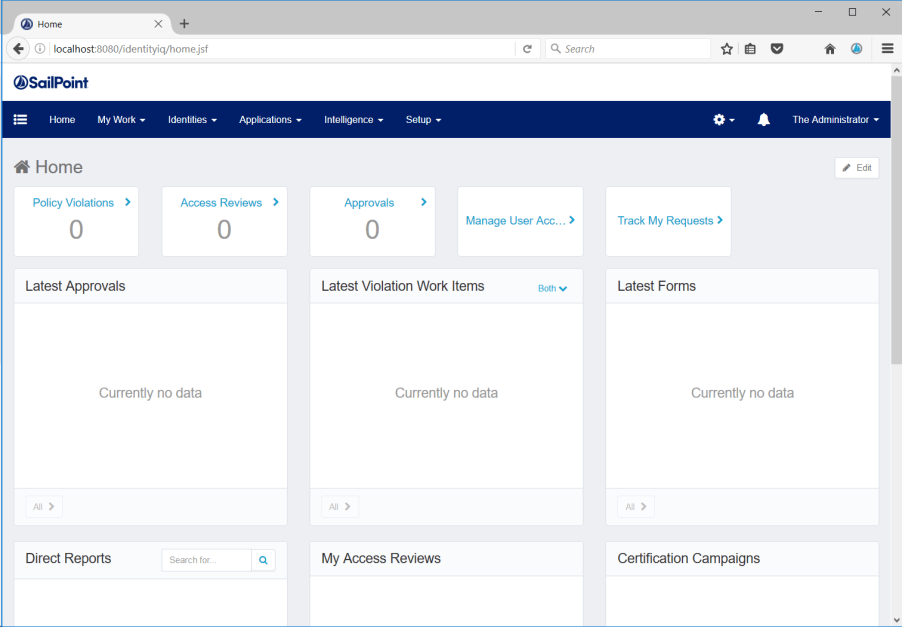 Home
localhost:8080/identityiq/home.jsf
Search
SailPoint
Home My Work Identities Applications Intelligence Setup The Administrator
Home Edit
Policy Violations Access Reviews Approvals Manage User Acc... Track My Requests
0 0 0
Latest Approvals Latest Violation Work Items Both Latest Forms
Currently no data Currently no data Currently no data
All All All
Direct Reports Search for... My Access Reviews Certification Campaigns